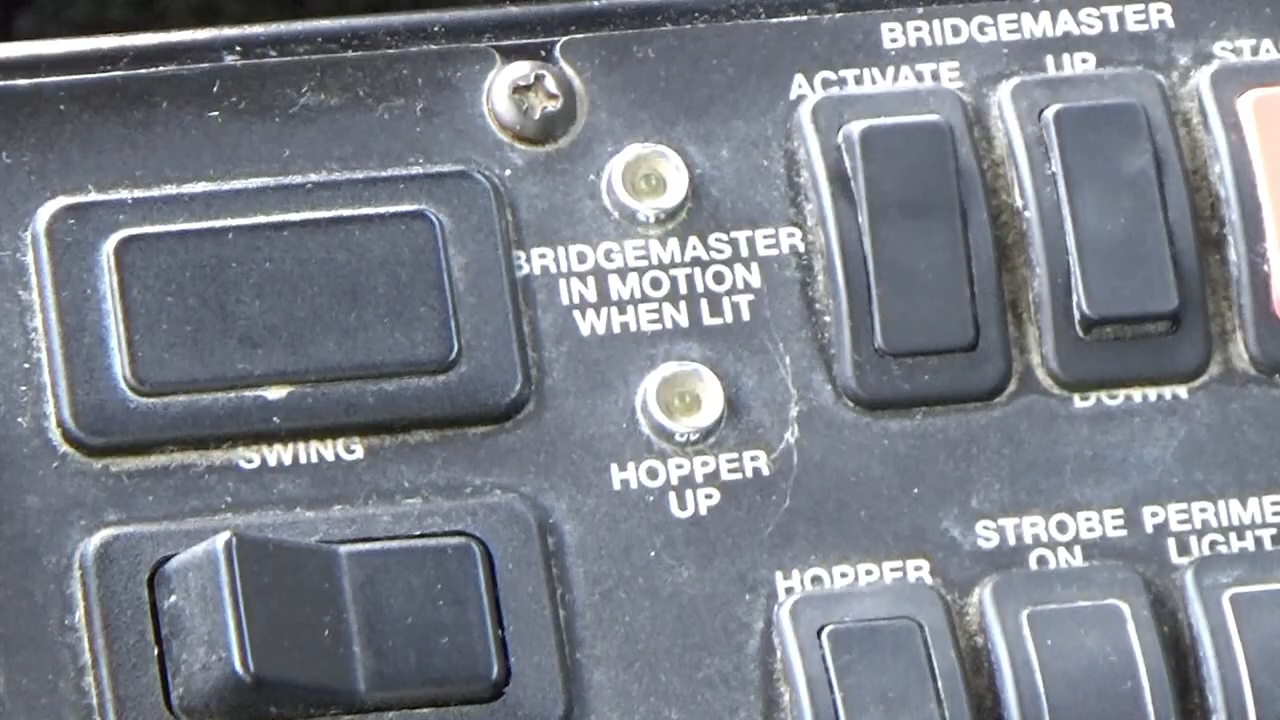 BRIDGEMASTER
ACTIVATE
UP
BRIDGEMASTER
IN MOTION
WHEN LIT
DOWN
SWING
HOPPER
UP
STROBE
ON
HOPPER